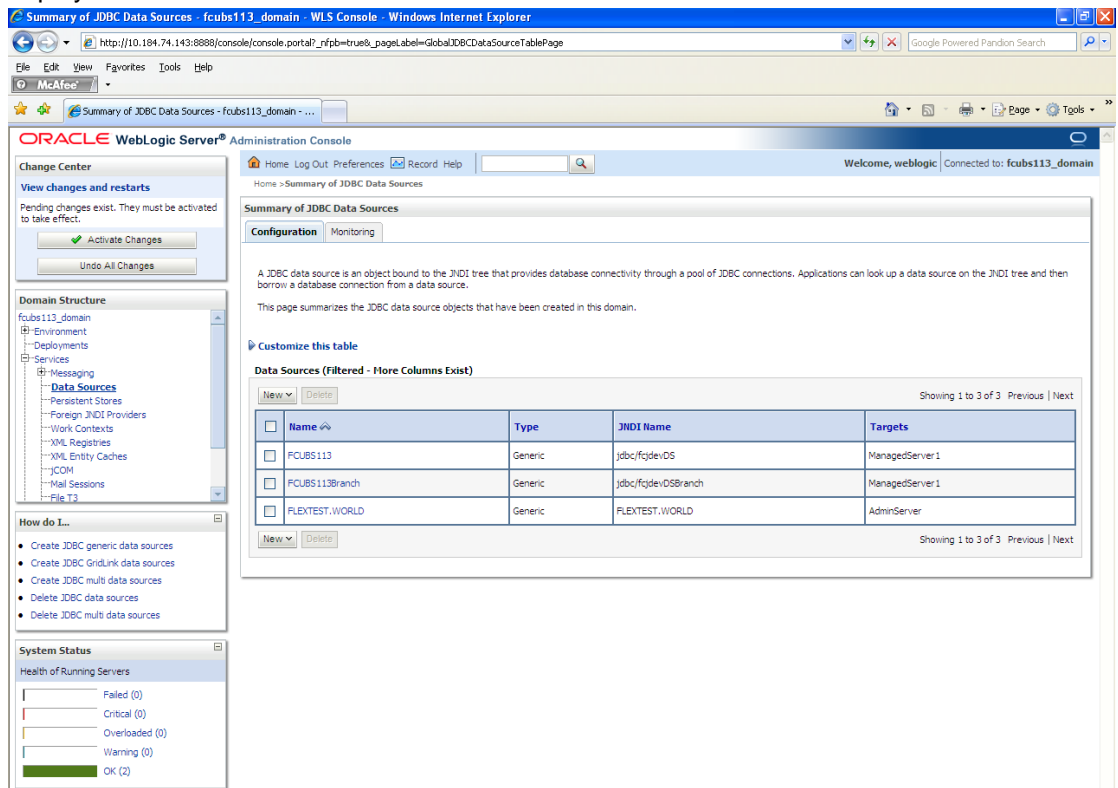 Summary of JDBC Data Sources - fcubs113_domain - WLS Console - Windows Internet Explorer
http://10.184.74.143:8888/console/console.portal?_nfpb=true&_pageLabel=GlobalJDBCDataSourceTablePage
Google Powered Pandion Search
File Edit View Favorites Tools Help
McAfee
Summary of JDBC Data Sources - fcubs113_domain - ...
Page Tools
ORACLE WebLogic Server® Administration Console
Change Center
View changes and restarts
Pending changes exist. They must be activated
to take effect.
Activate Changes
Undo All Changes
Domain Structure
fcubs113_domain
Environment
Deployments
Services
Messaging
Data Sources
Persistent Stores
Foreign JNDI Providers
Work Contexts
XML Registries
XML Entity Caches
jCOM
Mail Sessions
File T3
How do I...
Create JDBC generic data sources
Create JDBC GridLink data sources
Create JDBC multi data sources
Delete JDBC data sources
Delete JDBC multi data sources
System Status
Health of Running Servers
Failed (0)
Critical (0)
Overloaded (0)
Warning (0)
OK (2)
Home Log Out Preferences Record Help
Welcome, weblogic Connected to: fcubs113_domain
Home >Summary of JDBC Data Sources
Summary of JDBC Data Sources
Configuration Monitoring
A JDBC data source is an object bound to the JNDI tree that provides database connectivity through a pool of JDBC connections. Applications can look up a data source on the JNDI tree and then
borrow a database connection from a data source.
This page summarizes the JDBC data source objects that have been created in this domain.
Customize this table
Data Sources (Filtered - More Columns Exist)
New Delete Showing 1 to 3 of 3 Previous | Next
Name Type JNDI Name Targets
FCUBS113 Generic jdbc/fcjdevDS ManagedServer1
FCUBS113Branch Generic jdbc/fcjdevDSBranch ManagedServer1
FLEXTEST.WORLD Generic FLEXTEST.WORLD AdminServer
New Delete Showing 1 to 3 of 3 Previous | Next